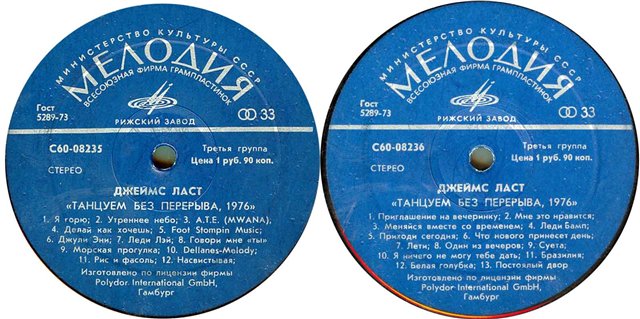 МИНИСТЕРСТВО КУЛЬТУРЫ СССР
МЕЛОДИЯ
ВСЕСОЮЗНАЯ ФИРМА ГРАМПЛАСТИНОК
Гост
5289-73
33
РИЖСКИЙ ЗАВОД
С60-08235
Третья группа
Цена 1 руб. 90 коп.
СТЕРЕО
ДЖЕЙМС ЛАСТ
«ТАНЦУЕМ БЕЗ ПЕРЕРЫВА, 1976»
1. Я горю; 2. Утреннее небо; 3. А.Т.Е. (MWANA);
4. Делай как хочешь; 5. Foot Stompin Music;
6. Джули Энн; 7. Леди Лэй; 8. Говори мне «ты»
9. Морская прогулка; 10. Dellanes-Melody;
11. Рис и фасоль; 12. Насвистывая;
Изготовлено по лицензии фирмы
Polydor International GmbH,
Гамбург
МИНИСТЕРСТВО КУЛЬТУРЫ СССР
МЕЛОДИЯ
ВСЕСОЮЗНАЯ ФИРМА ГРАМПЛАСТИНОК
Гост
5289-73
33
РИЖСКИЙ ЗАВОД
С60-08236
Третья группа
Цена 1 руб. 90 коп.
СТЕРЕО
ДЖЕЙМС ЛАСТ
«ТАНЦУЕМ БЕЗ ПЕРЕРЫВА, 1976»
1. Приглашение на вечеринку; 2. Мне это нравится;
3. Меняйся вместе со временем; 4. Леди Бамп;
5. Приходи сегодня; 6. Что нового принесет день;
7. Лети; 8. Один из вечеров; 9. Суета;
10. Я ничего не могу тебе дать; 11. Бразилия;
12. Белая голубка; 13. Постоялый двор
Изготовлено по лицензии фирмы
Polydor International GmbH,
Гамбург